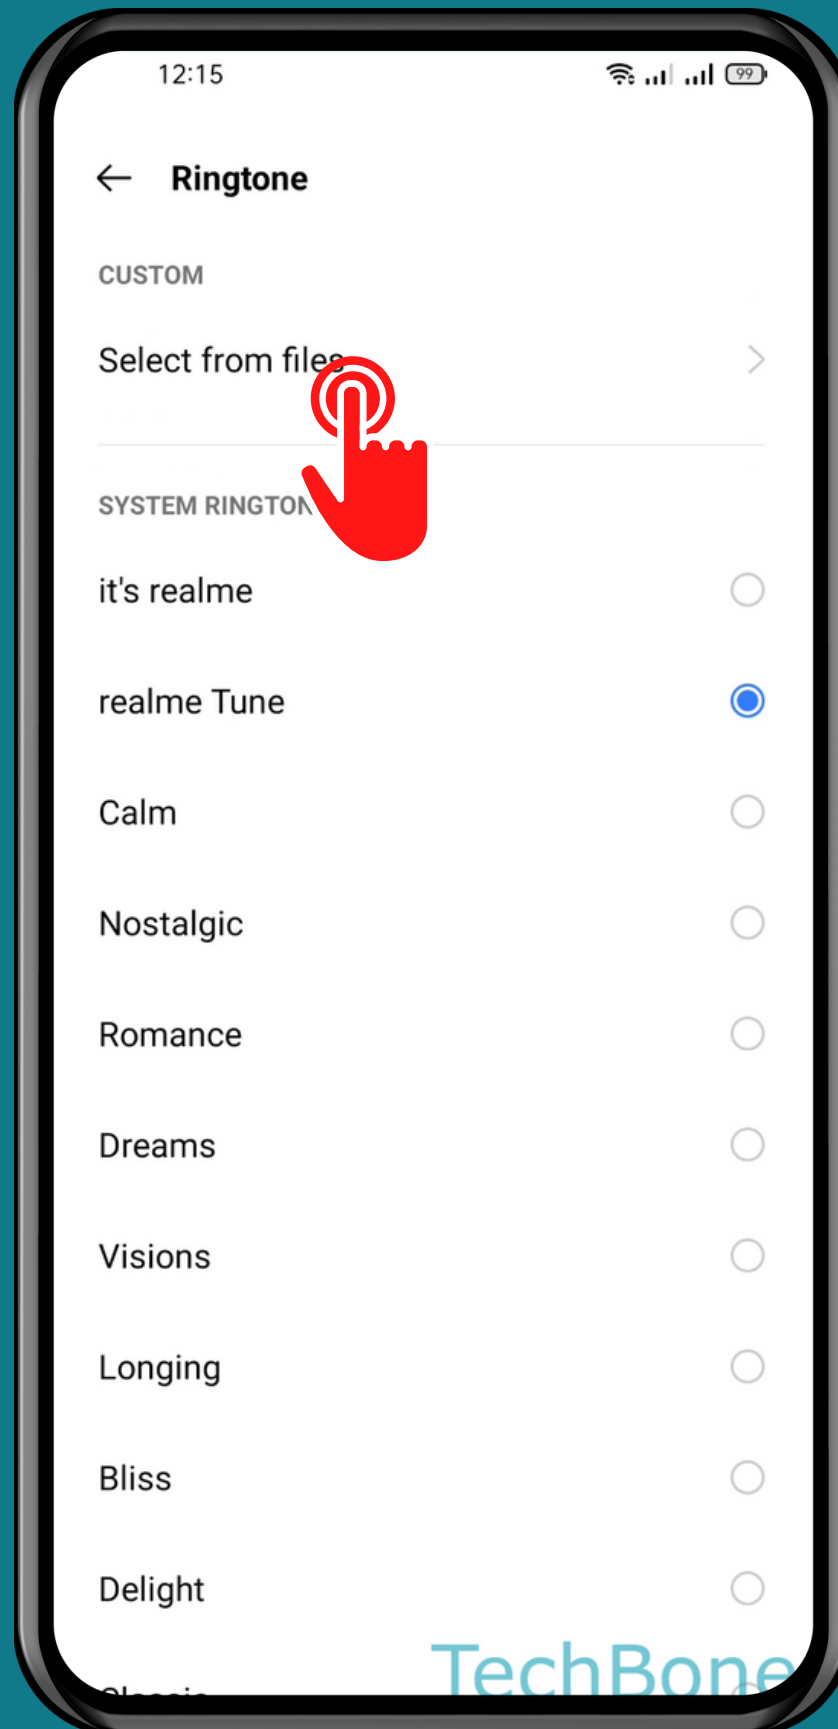 12:15
99
Ringtone
CUSTOM
Select from files
SYSTEM RINGTON
it's realme
realme Tune
Calm
Nostalgic
Romance
Dreams
Visions
Longing
Bliss
Delight
Classic
TechBone